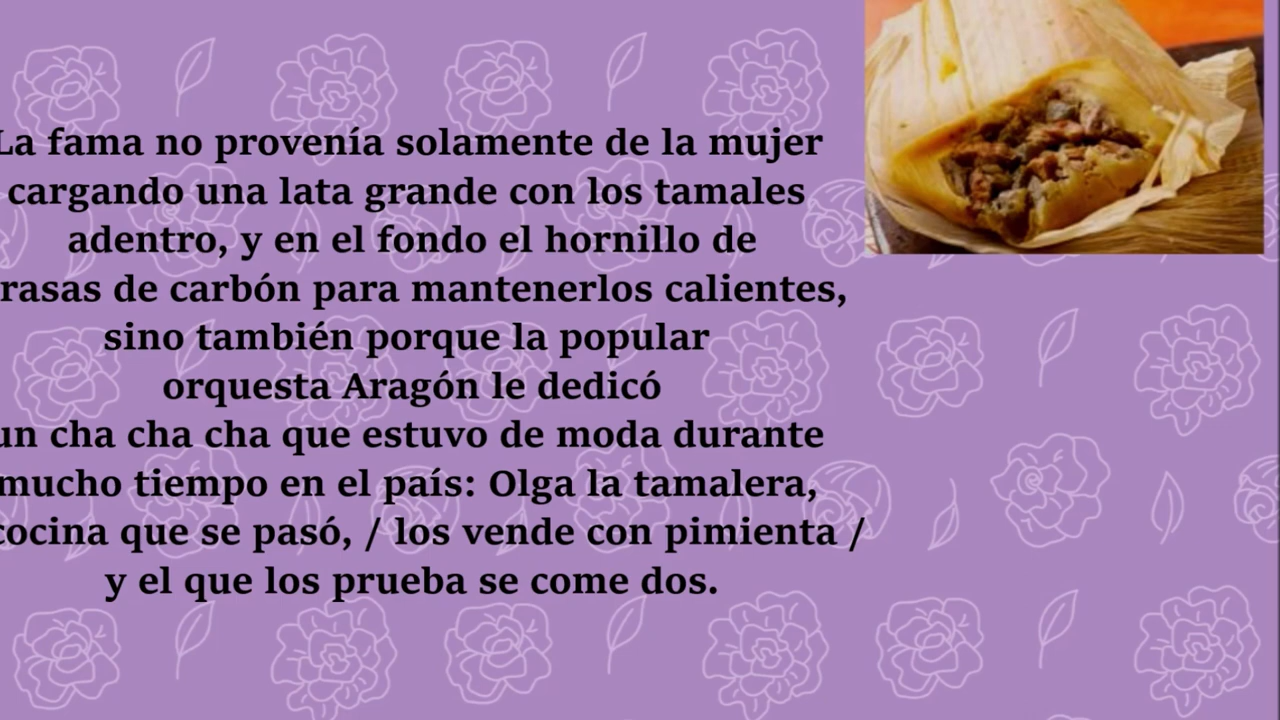 La fama no provenía solamente de la mujer
cargando una lata grande con los tamales
adentro, y en el fondo el hornillo de
rasas de carbón para mantenerlos calientes,
sino también porque la popular
orquesta Aragón le dedicó
un cha cha cha que estuvo de moda durante
mucho tiempo en el país: Olga la tamalera,
cocina que se pasó, / los vende con pimienta /
y el que los prueba se come dos.